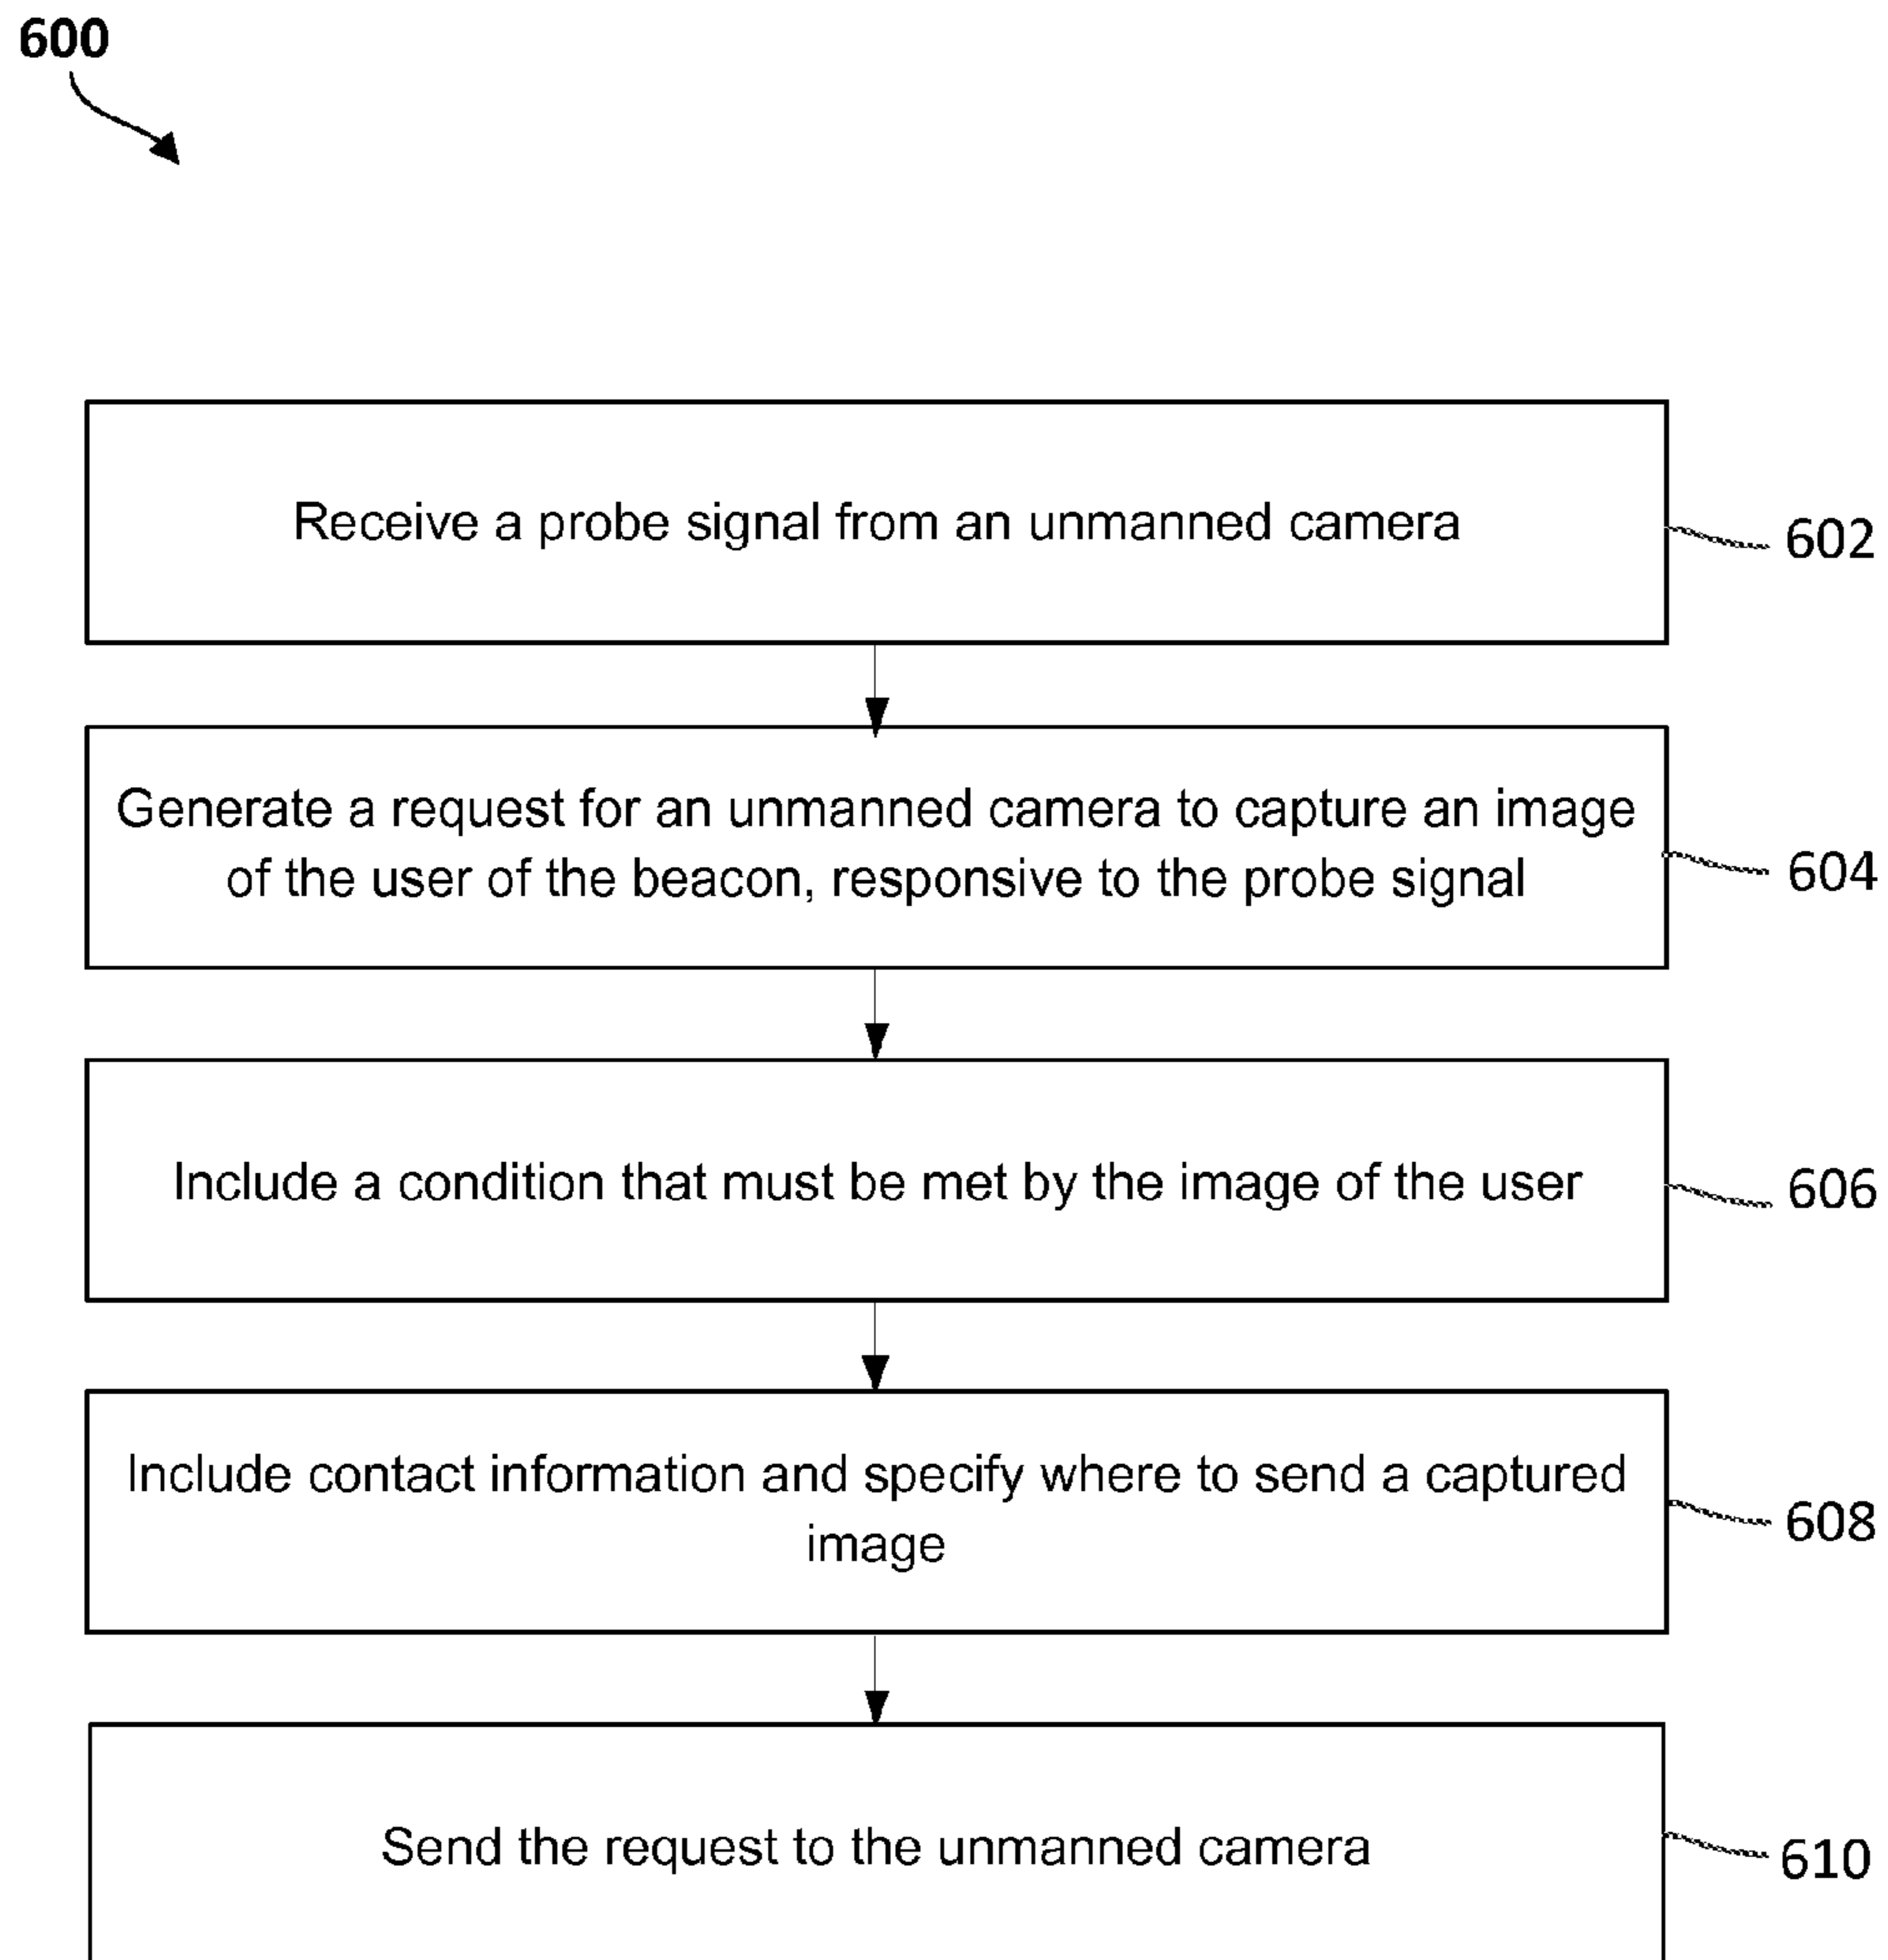 600
Receive a probe signal from an unmanned camera
602
Generate a request for an unmanned camera to capture an image
of the user of the beacon, responsive to the probe signal
604
Include a condition that must be met by the image of the user
606
Include contact information and specify where to send a captured
image
608
Send the request to the unmanned camera
610